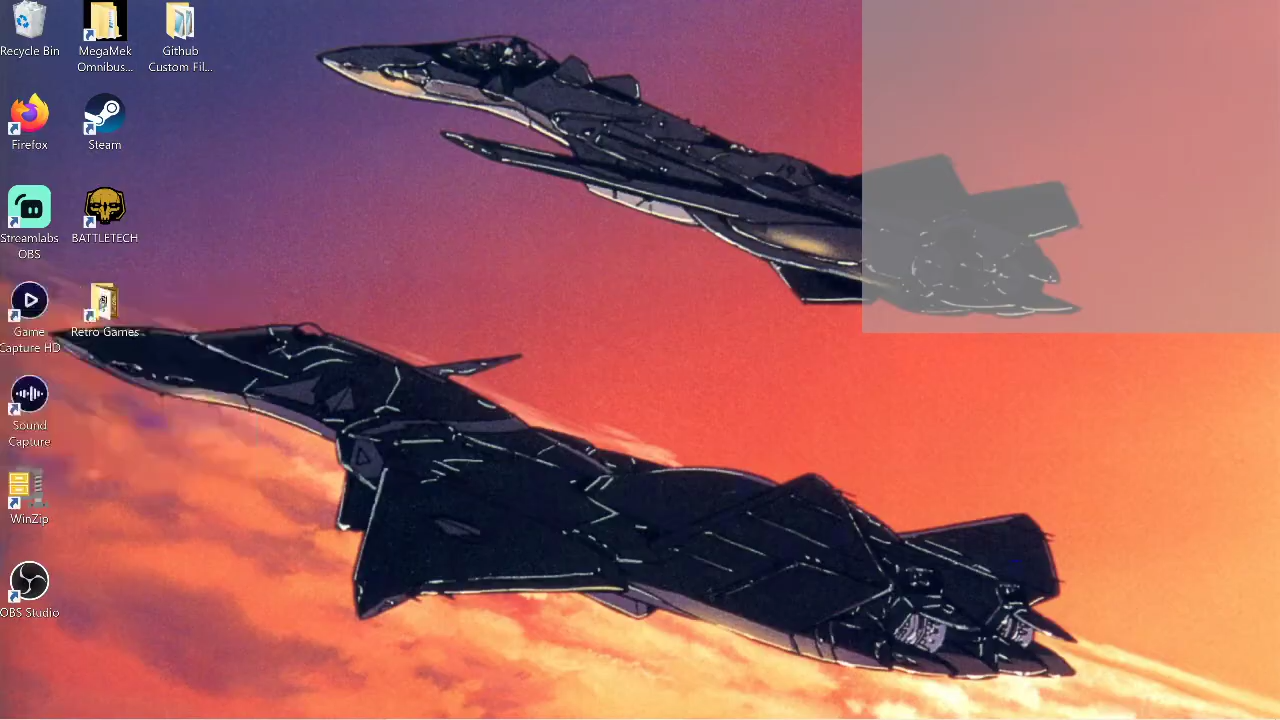 Recycle Bin
MegaMek
Omnibus...
Github
Custom Fil...
Firefox
Steam
Streamlabs
OBS
BATTLETECH
Game
Capture HD
Retro Games
Sound
Capture
WinZip
OBS Studio